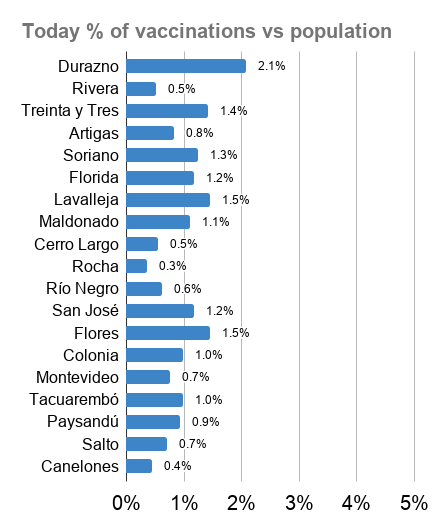 Today % of vaccinations vs population
Durazno 2.1%
Rivera 0.5%
Treinta y Tres 1.4%
Artigas 0.8%
Soriano 1.3%
Florida 1.2%
Lavalleja 1.5%
Maldonado 1.1%
Cerro Largo 0.5%
Rocha 0.3%
Río Negro 0.6%
San José 1.2%
Flores 1.5%
Colonia 1.0%
Montevideo 0.7%
Tacuarembó 1.0%
Paysandú 0.9%
Salto 0.7%
Canelones 0.4%
0% 1% 2% 3% 4% 5%